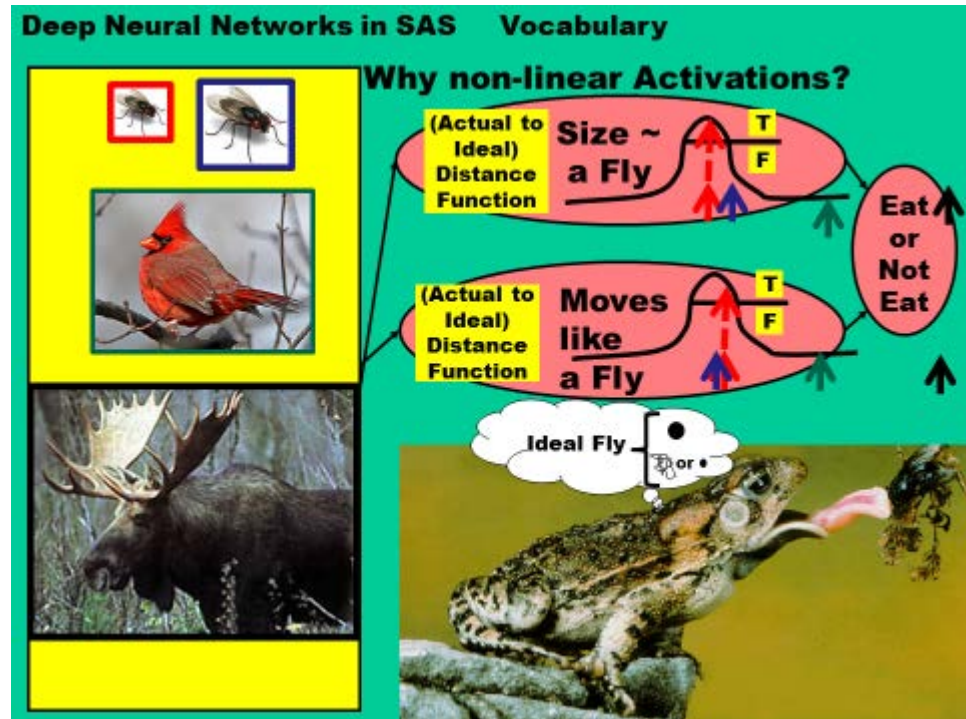 Deep Neural Networks in SAS Vocabulary
Why non-linear Activations?
(Actual to
Ideal)
Distance
Function
Size ~
a Fly
T
F
Eat
or
Not
Eat
(Actual to
Ideal)
Distance
Function
Moves
like
a Fly
T
F
Ideal Fly
or